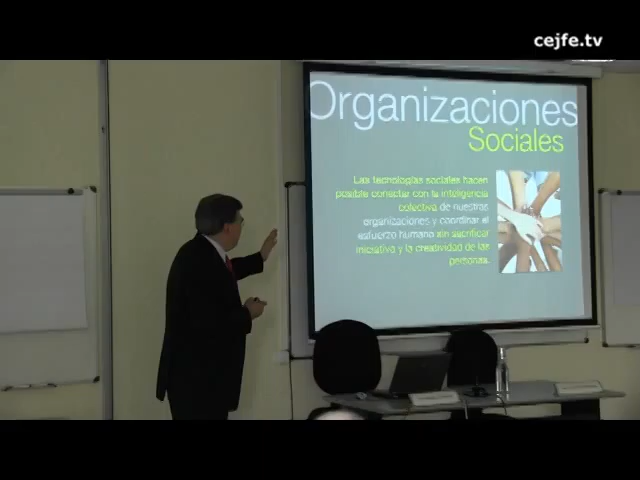 cejfe.tv
Organizaciones
Sociales
Las tecnologías sociales hacen
posible conectar con la inteligencia
colectiva de nuestras
organizaciones y coordinar el
esfuerzo humano sin sacrificar
iniciativa y la creatividad de las
personas.